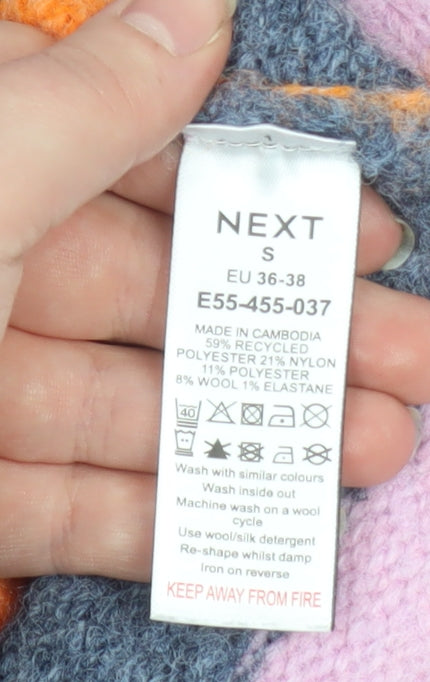 NEXT
S
EU 36-38
E55-455-037
MADE IN CAMBODIA
59% RECYCLED
POLYESTER 21% NYLON
11% POLYESTER
8% WOOL 1% ELASTANE
40
Wash with similar colours
Wash inside out
Machine wash on a wool
cycle
Use wool/silk detergent
Re-shape whilst damp
Iron on reverse
KEEP AWAY FROM FIRE